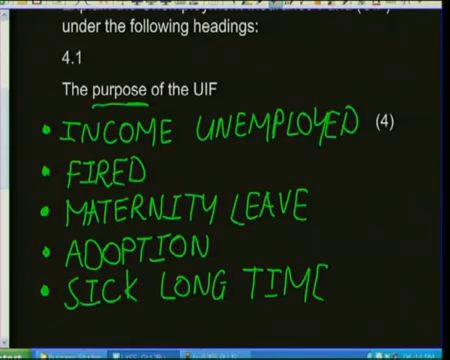 under the following headings:
4.1
The purpose of the UIF
• INCOME UNEMPLOYED (4)
• FIRED
• MATERNITY LEAVE
• ADOPTION
• SICK LONG TIME